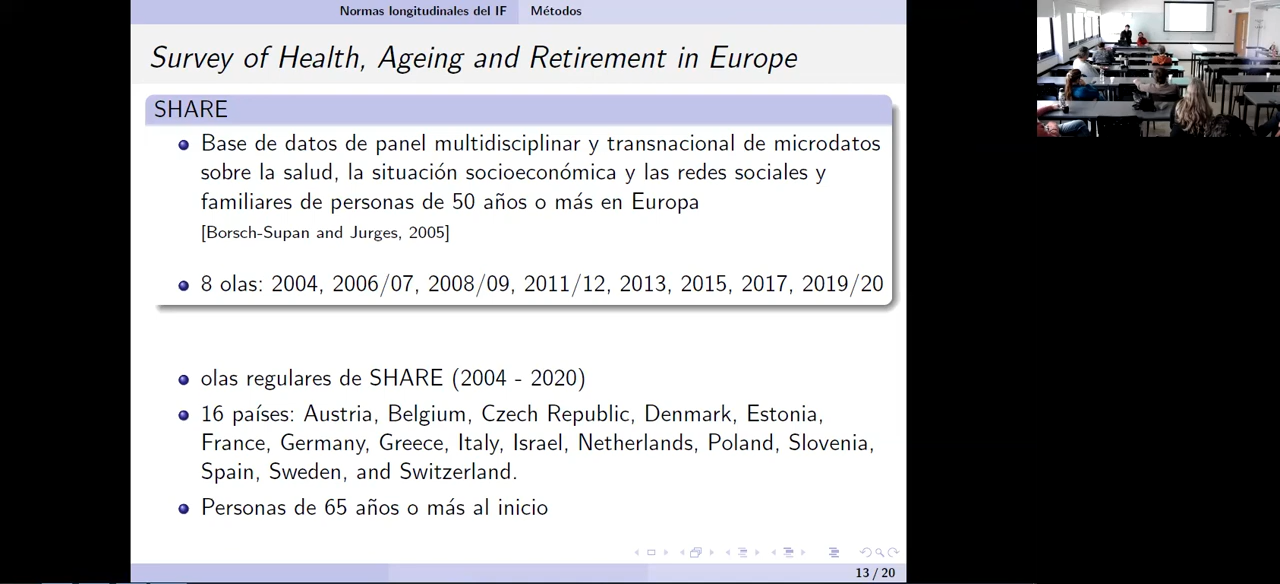 Normas longitudinales del IF Métodos
Survey of Health, Ageing and Retirement in Europe
SHARE
Base de datos de panel multidisciplinar y transnacional de microdatos
sobre la salud, la situación socioeconómica y las redes sociales y
familiares de personas de 50 años o más en Europa
[Borsch-Supan and Jurges, 2005]
8 olas: 2004, 2006/07, 2008/09, 2011/12, 2013, 2015, 2017, 2019/20
olas regulares de SHARE (2004 - 2020)
16 países: Austria, Belgium, Czech Republic, Denmark, Estonia,
France, Germany, Greece, Italy, Israel, Netherlands, Poland, Slovenia,
Spain, Sweden, and Switzerland.
Personas de 65 años o más al inicio
13 / 20